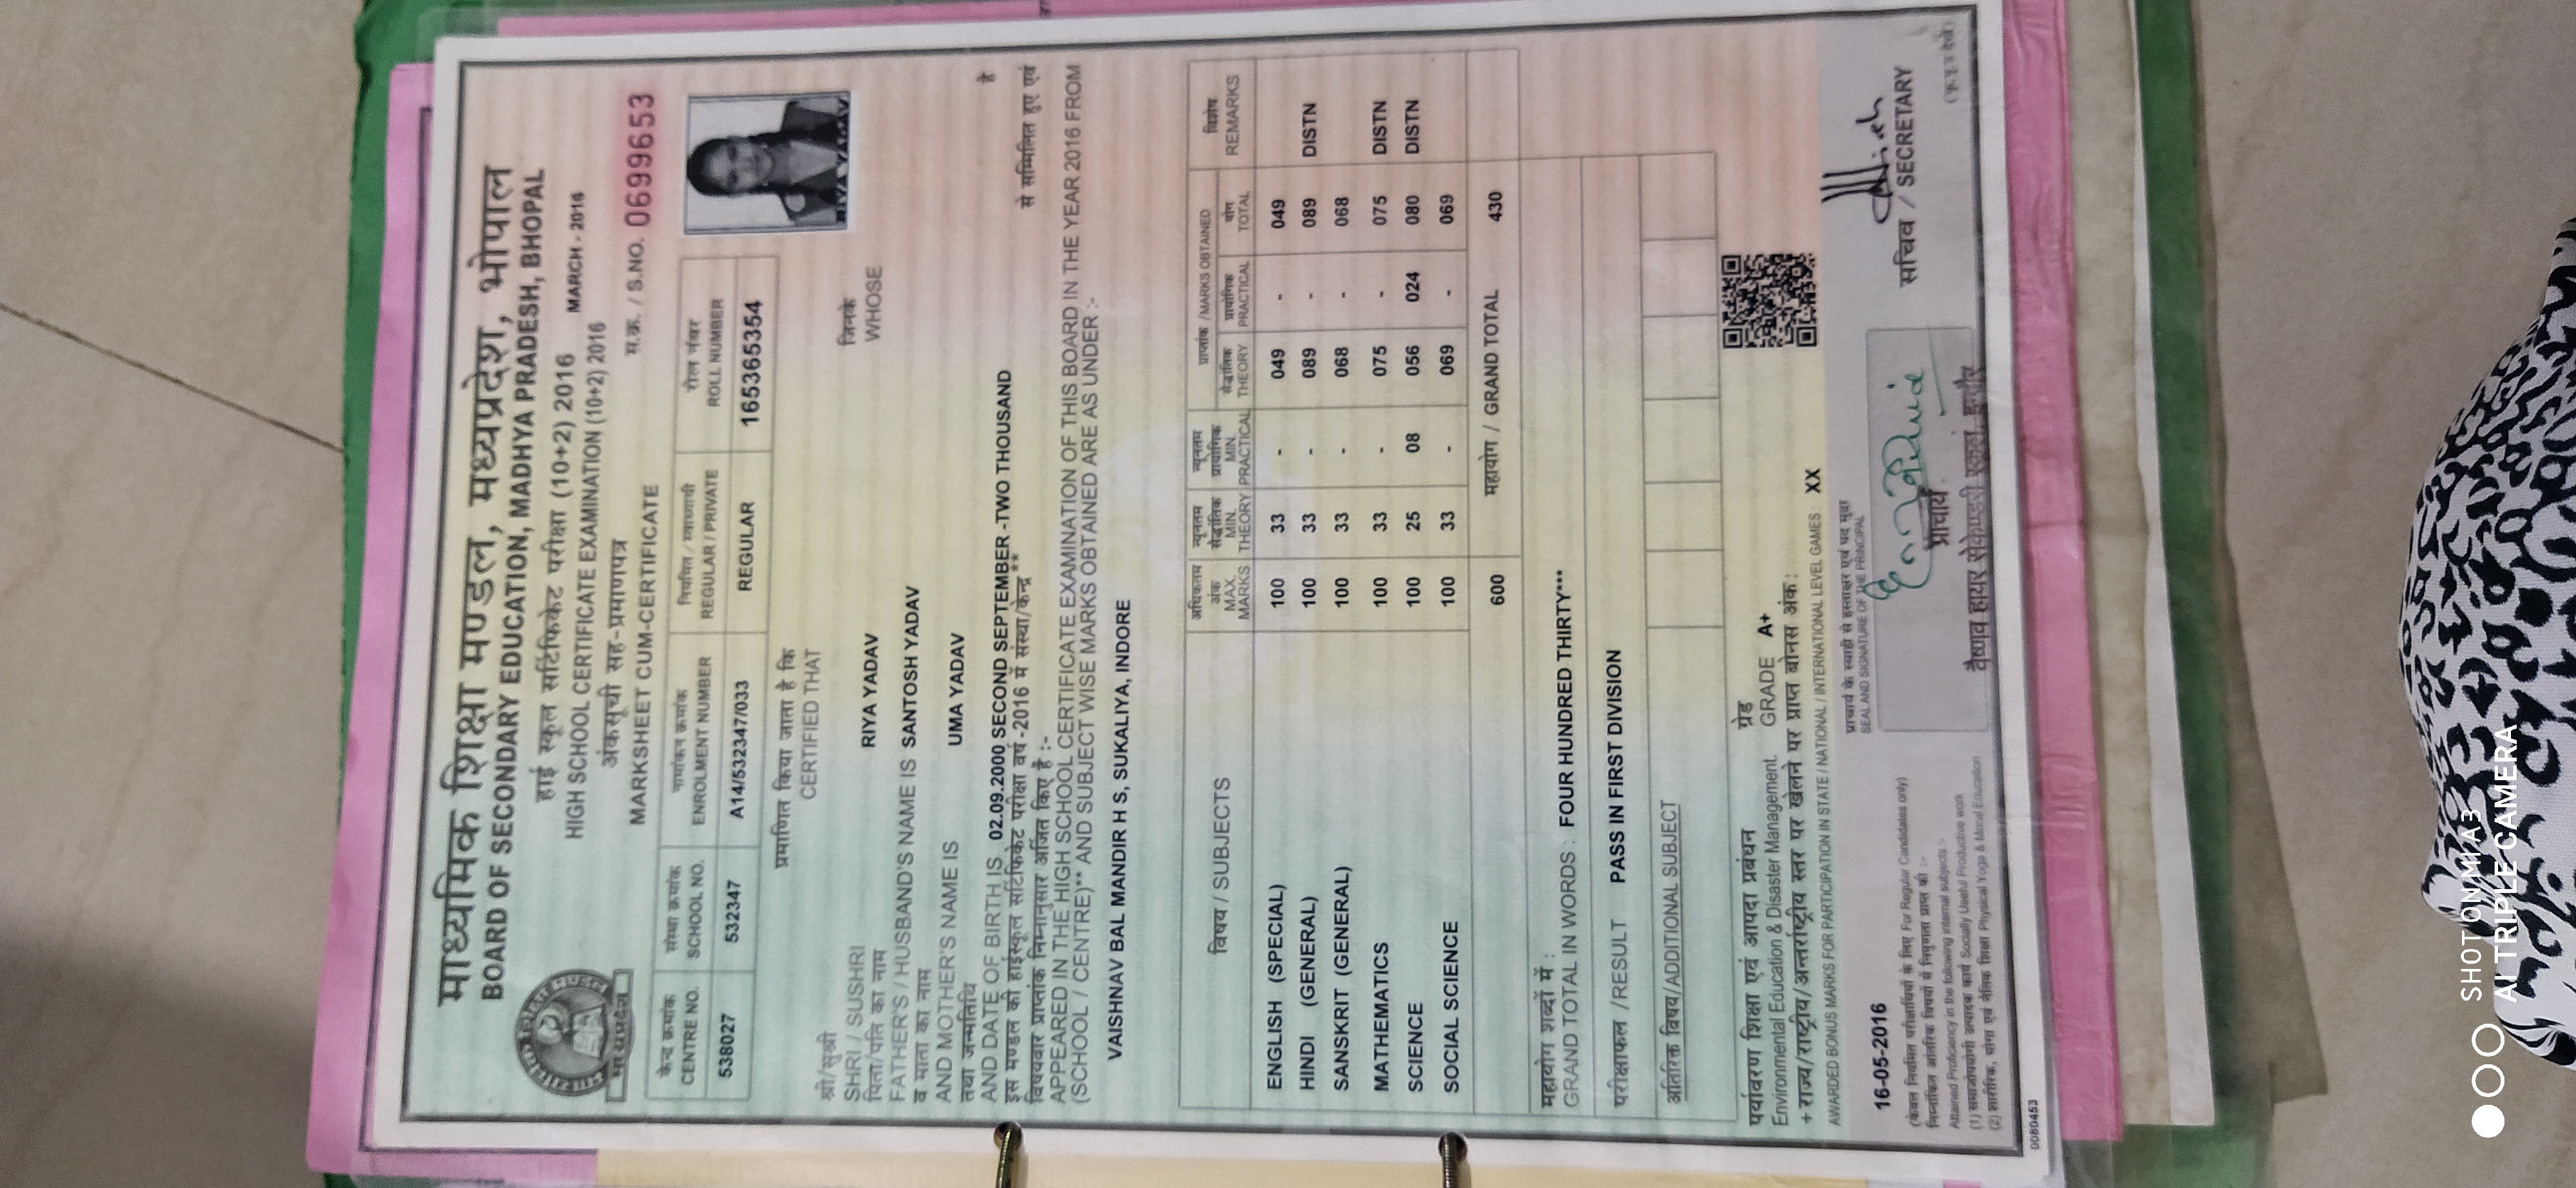 माध्यमिक शिक्षा मण्डल, मध्यप्रदेश, भोपाल
BOARD OF SECONDARY EDUCATION, MADHYA PRADESH, BHOPAL
हाई स्कूल सर्टिफिकेट परीक्षा (10+2) 2016
MARCH - 2016
HIGH SCHOOL CERTIFICATE EXAMINATION (10+2) 2016
अंकसूची सह-प्रमाणपत्र
मध्यप्रदेश
MARKSHEET CUM-CERTIFICATE
स.क्र. / S.NO. 0699653
केन्द्र क्रमांक संस्था क्रमांक नामांकन क्रमांक नियमित / स्वाध्यायी रोल नंबर
CENTRE NO. SCHOOL NO. ENROLMENT NUMBER REGULAR / PRIVATE ROLL NUMBER
538027 532347 A14/532347/033 REGULAR 165365354
प्रमाणित किया जाता है कि
CERTIFIED THAT
RIYA YADAV
श्री/सुश्री जिनके
SHRI / SUSHRI RIYA YADAV WHOSE
पिता/पति का नाम
FATHER'S / HUSBAND'S NAME IS SANTOSH YADAV
व माता का नाम
AND MOTHER'S NAME IS UMA YADAV
तथा जन्मतिथि है
AND DATE OF BIRTH IS 02.09.2000 SECOND SEPTEMBER -TWO THOUSAND
इस मण्डल की हाईस्कूल सर्टिफिकेट परीक्षा वर्ष -2016 में संस्था/केन्द्र ** से सम्मिलित हुए एवं
विषयवार प्राप्तांक निम्नानुसार अर्जित किए है :-
APPEARED IN THE HIGH SCHOOL CERTIFICATE EXAMINATION OF THIS BOARD IN THE YEAR 2016 FROM
(SCHOOL / CENTRE)** AND SUBJECT WISE MARKS OBTAINED ARE AS UNDER :-
VAISHNAV BAL MANDIR H S, SUKALIYA, INDORE
विषय / SUBJECTS
अधिकतम अंक
MAX. MARKS
न्यूनतम सैद्धांतिक
MIN. THEORY
न्यूनतम प्रायोगिक
MIN. PRACTICAL
प्राप्तांक /MARKS OBTAINED
सैद्धांतिक THEORY
प्रायोगिक PRACTICAL
योग TOTAL
विशेष REMARKS
ENGLISH (SPECIAL) 100 33 - 049 - 049
HINDI (GENERAL) 100 33 - 089 - 089 DISTN
SANSKRIT (GENERAL) 100 33 - 068 - 068
MATHEMATICS 100 33 - 075 - 075 DISTN
SCIENCE 100 25 08 056 024 080 DISTN
SOCIAL SCIENCE 100 33 - 069 - 069
600 महायोग / GRAND TOTAL 430
महायोग शब्दों में :
GRAND TOTAL IN WORDS : FOUR HUNDRED THIRTY***
परीक्षाफल /RESULT PASS IN FIRST DIVISION
अतिरिक्त विषय/ADDITIONAL SUBJECT
पर्यावरण शिक्षा एवं आपदा प्रबंधन ग्रेड
Environmental Education & Disaster Management. GRADE A+
+ राज्य/राष्ट्रीय/अन्तर्राष्ट्रीय स्तर पर खेलने पर प्राप्त बोनस अंक :
AWARDED BONUS MARKS FOR PARTICIPATION IN STATE / NATIONAL / INTERNATIONAL LEVEL GAMES : XX
प्राचार्य के स्याही से हस्ताक्षर एवं पद मुद्रा
SEAL AND SIGNATURE OF THE PRINCIPAL
16-05-2016
(केवल नियमित परीक्षार्थियों के लिए For Regular Candidates only)
निम्नांकित आंतरिक विषयों में निपुणता प्राप्त की :-
Attained Proficiency in the following internal subjects :-
(1) समाजोपयोगी उत्पादक कार्य Socially Useful Productive work
(2) शारीरिक, योगा एवं नैतिक शिक्षा Physical Yoga & Moral Education
प्राचार्य
वैष्णव हायर सेकेण्डरी स्कूल, इन्दौर
सचिव / SECRETARY
0080453
SHOT ON MI A3
AI TRIPLE CAMERA